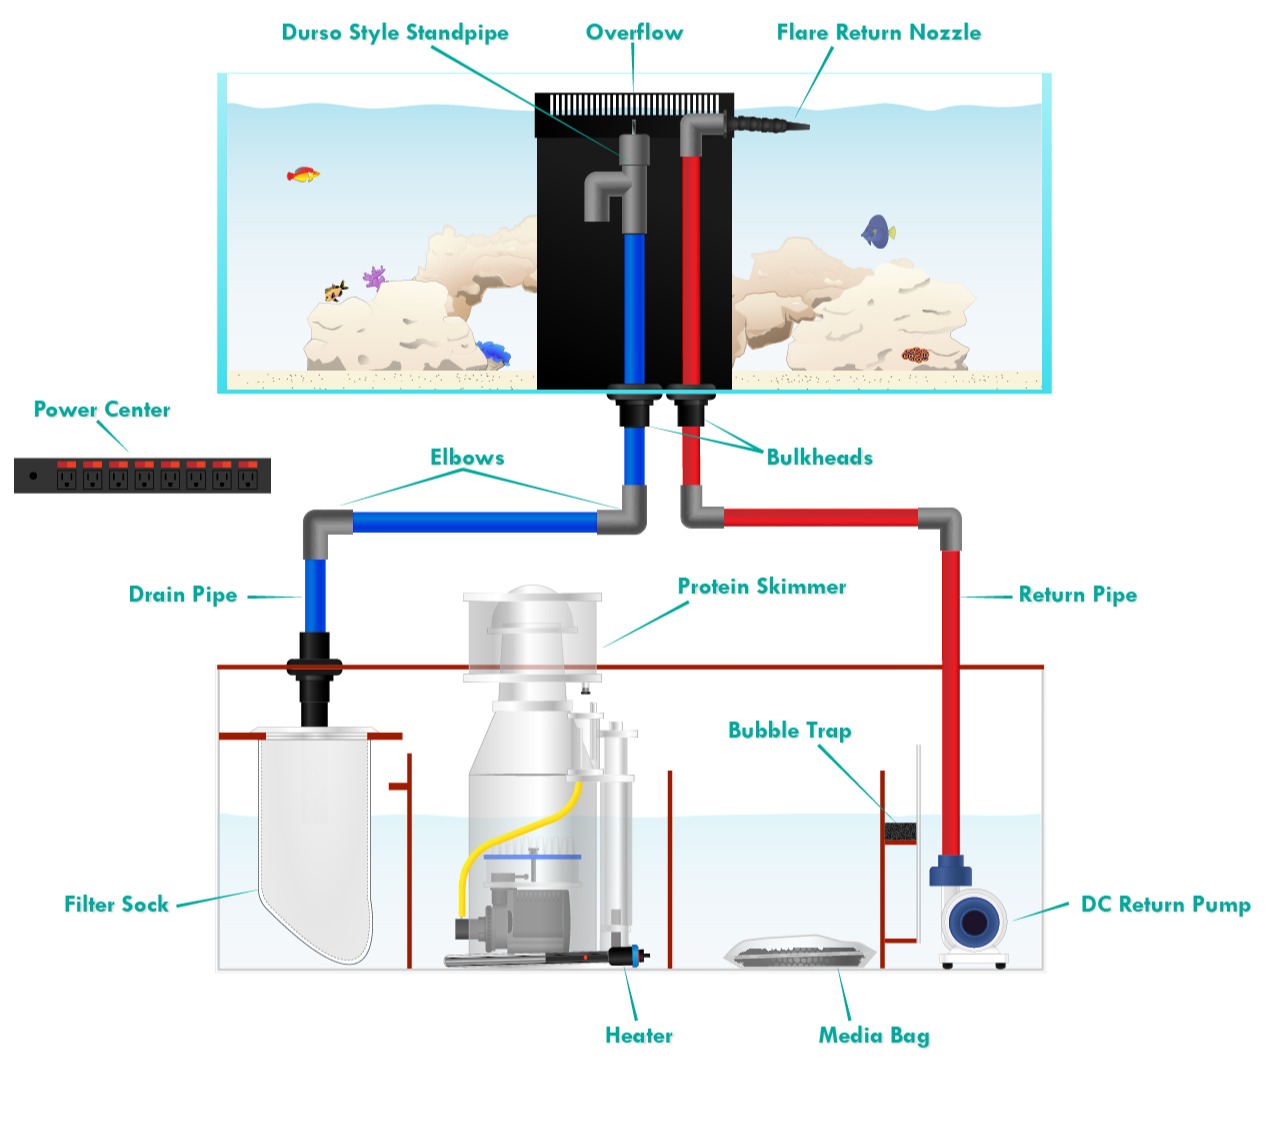 Durso Style Standpipe
Overflow
Flare Return Nozzle
Power Center
Elbows
Bulkheads
Drain Pipe
Protein Skimmer
Return Pipe
Bubble Trap
Filter Sock
DC Return Pump
Heater
Media Bag